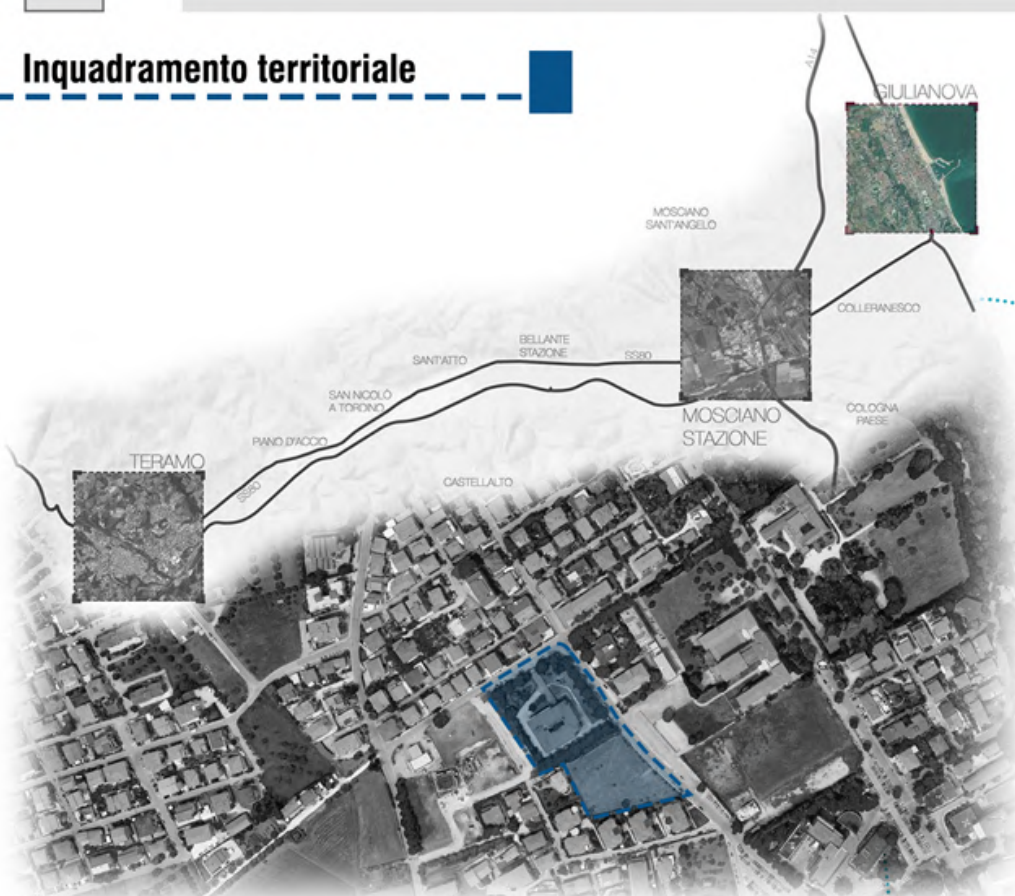 Inquadramento territoriale
A14
GIULIANOVA
MOSCIANO
SANT'ANGELO
COLLERANESCO
BELLANTE
STAZIONE
SS80
SANT'ATTO
SAN NICOLÒ
A TORDINO
MOSCIANO
STAZIONE
COLOGNA
PAESE
PIANO D'ACCIO
TERAMO
SS80
CASTELLALTO